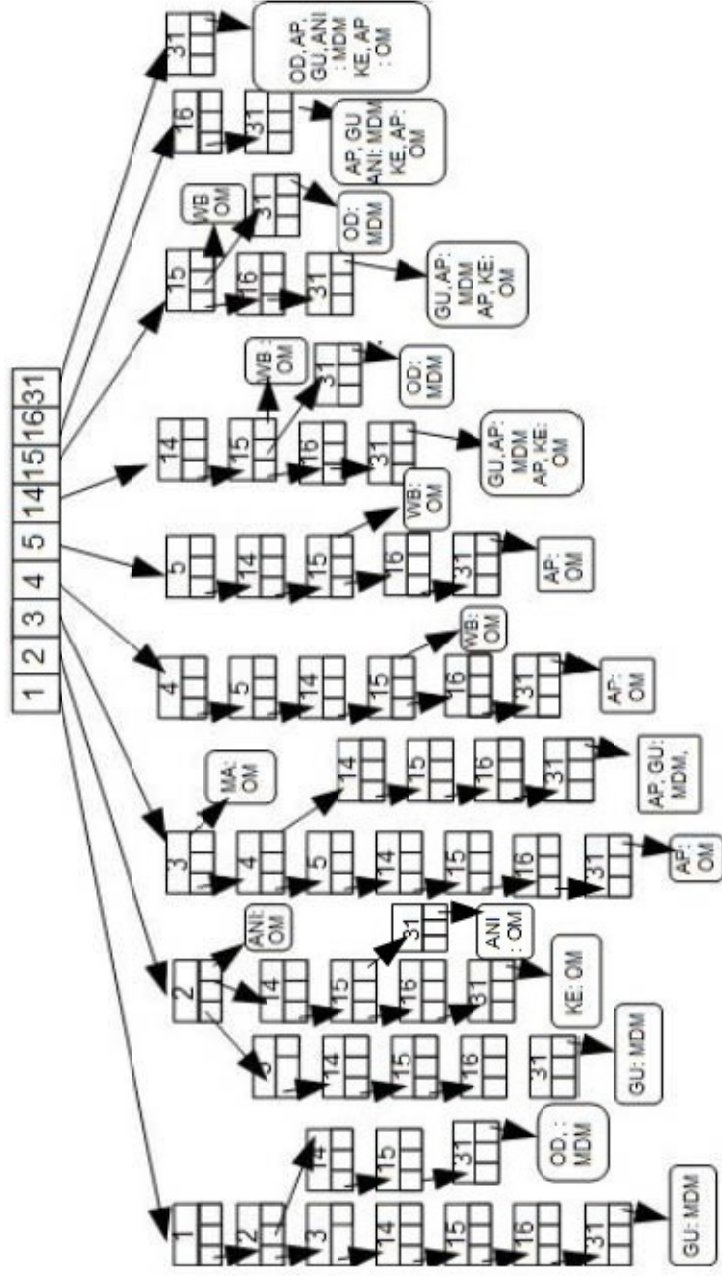 1 2 3 4 5 14 15 16 31
1
2
3
14
15
16
31
GU: MDM
14
15
31
OD, :
MDM
2
ANI:
OM
14
15
16
31
GU: MDM
14
15
16
31
KE: OM
31
ANI
: OM
3
MA:
OM
4
5
14
15
16
31
AP:
OM
14
15
16
31
AP, GU:
MDM,
4
5
14
15
WB:
OM
16
31
AP:
OM
5
14
15
WB:
OM
16
31
AP:
OM
14
15
WB :
OM
16
31
GU, AP:
MDM
AP, KE:
OM
31
OD:
MDM
15
WB
OM
16
31
GU, AP:
MDM
AP, KE:
OM
31
OD:
MDM
16
31
AP, GU
ANI: MDM
KE, AP:
OM
31
OD, AP,
GU, ANI
: MDM
KE, AP
: OM